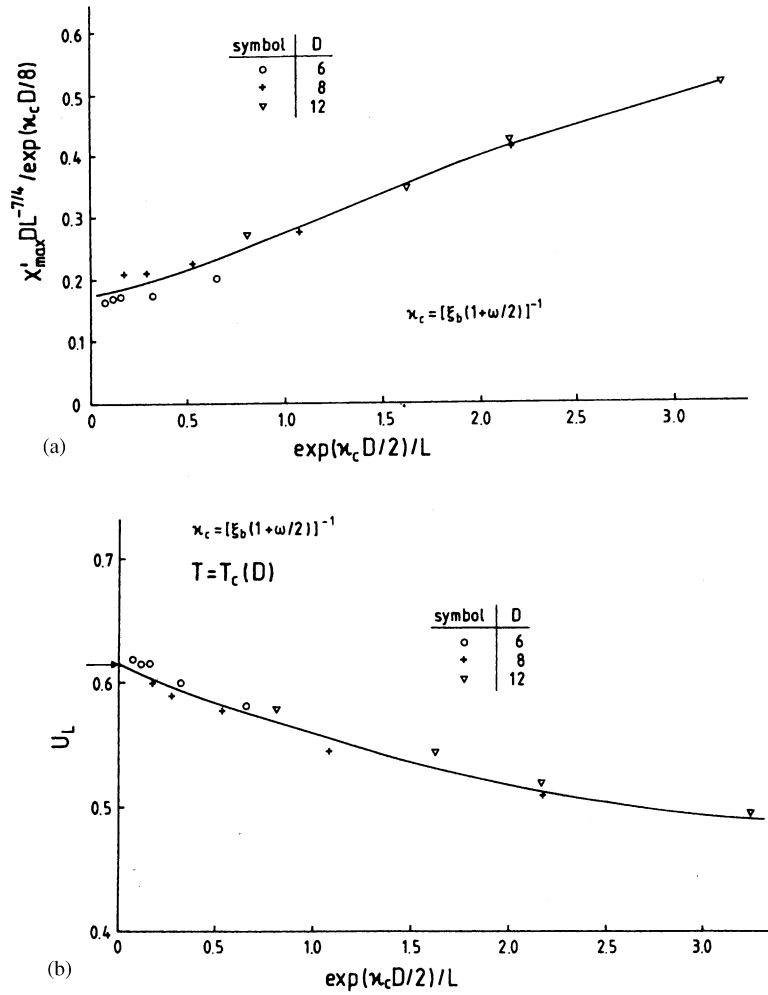 0.6
symbol D
6
8
12
0.5
0.4
χ'max DL^-7/4 /exp(ϰcD/8)
0.3
0.2
ϰc=[ξb(1+ω/2)]^-1
0.1
0
0 0.5 1.0 1.5 2.0 2.5 3.0
(a) exp(ϰcD/2)/L
ϰc=[ξb(1+ω/2)]^-1
0.7
T=Tc(D)
symbol D
6
8
12
0.6
UL
0.5
0.4
0 0.5 1.0 1.5 2.0 2.5 3.0
(b) exp(ϰcD/2)/L